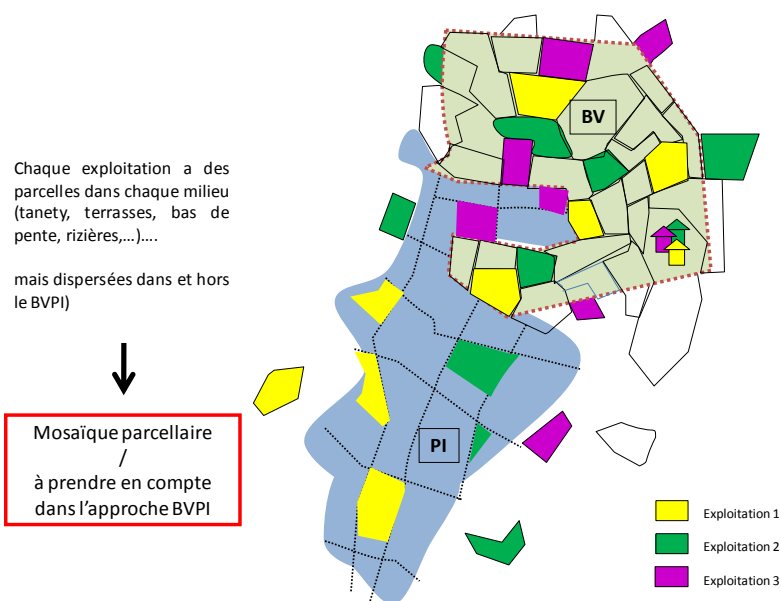 Chaque exploitation a des
parcelles dans chaque milieu
(tanety, terrasses, bas de
pente, rizières,...)....
mais dispersées dans et hors
le BVPI)
Mosaïque parcellaire
/
à prendre en compte
dans l'approche BVPI
BV
PI
Exploitation 1
Exploitation 2
Exploitation 3